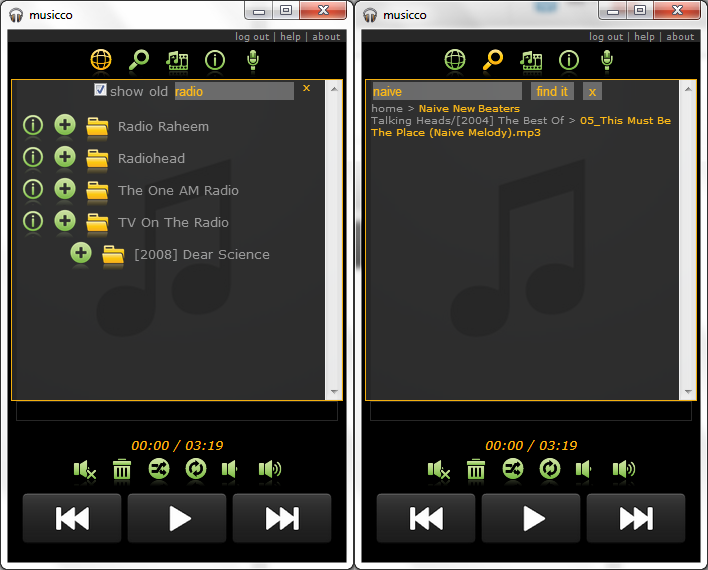 musicco
log out | help | about
show old radio x
Radio Raheem
Radiohead
The One AM Radio
TV On The Radio
[2008] Dear Science
00:00 / 03:19
musicco
log out | help | about
naive find it x
home > Naive New Beaters
Talking Heads/[2004] The Best Of > 05_This Must Be
The Place (Naive Melody).mp3
00:00 / 03:19